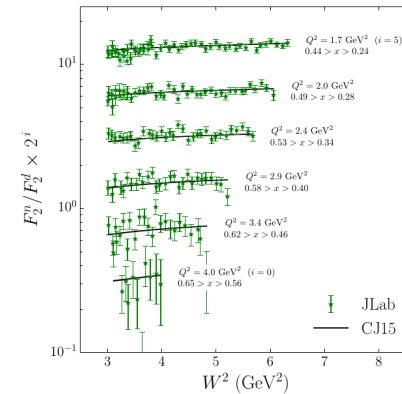 Q² = 1.7 GeV² (i = 5)
0.44 > x > 0.24
Q² = 2.0 GeV²
0.49 > x > 0.28
Q² = 2.4 GeV²
0.53 > x > 0.34
Q² = 2.9 GeV²
0.58 > x > 0.40
Q² = 3.4 GeV²
0.62 > x > 0.46
Q² = 4.0 GeV² (i = 0)
0.65 > x > 0.56
JLab
CJ15
10¹
10⁰
10⁻¹
F₂ⁿ/F₂ᵈ × 2ⁱ
3 4 5 6 7 8
W² (GeV²)